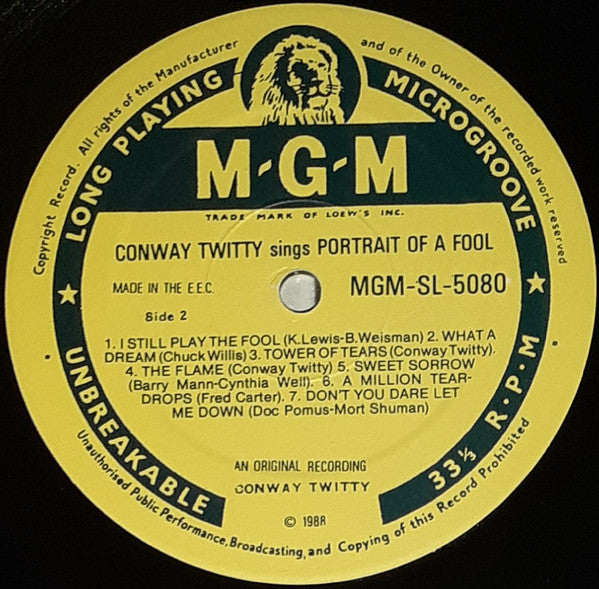 Copyright Record. All rights of the Manufacturer and of the Owner of the recorded work reserved
LONG PLAYING MICROGROOVE
M-G-M
TRADE MARK OF LOEW'S INC.
CONWAY TWITTY sings PORTRAIT OF A FOOL
MADE IN THE E.E.C.
MGM-SL-5080
Side 2
1. I STILL PLAY THE FOOL (K.Lewis-B.Weisman) 2. WHAT A
DREAM (Chuck Willis) 3. TOWER OF TEARS (Conway Twitty).
4. THE FLAME (Conway Twitty) 5. SWEET SORROW
(Barry Mann-Cynthia Well). 6. A MILLION TEAR-
DROPS (Fred Carter). 7. DON'T YOU DARE LET
ME DOWN (Doc Pomus-Mort Shuman)
AN ORIGINAL RECORDING
CONWAY TWITTY
© 1988
UNBREAKABLE
33⅓ R·P·M
Unauthorised Public Performance, Broadcasting, and Copying of this Record Prohibited